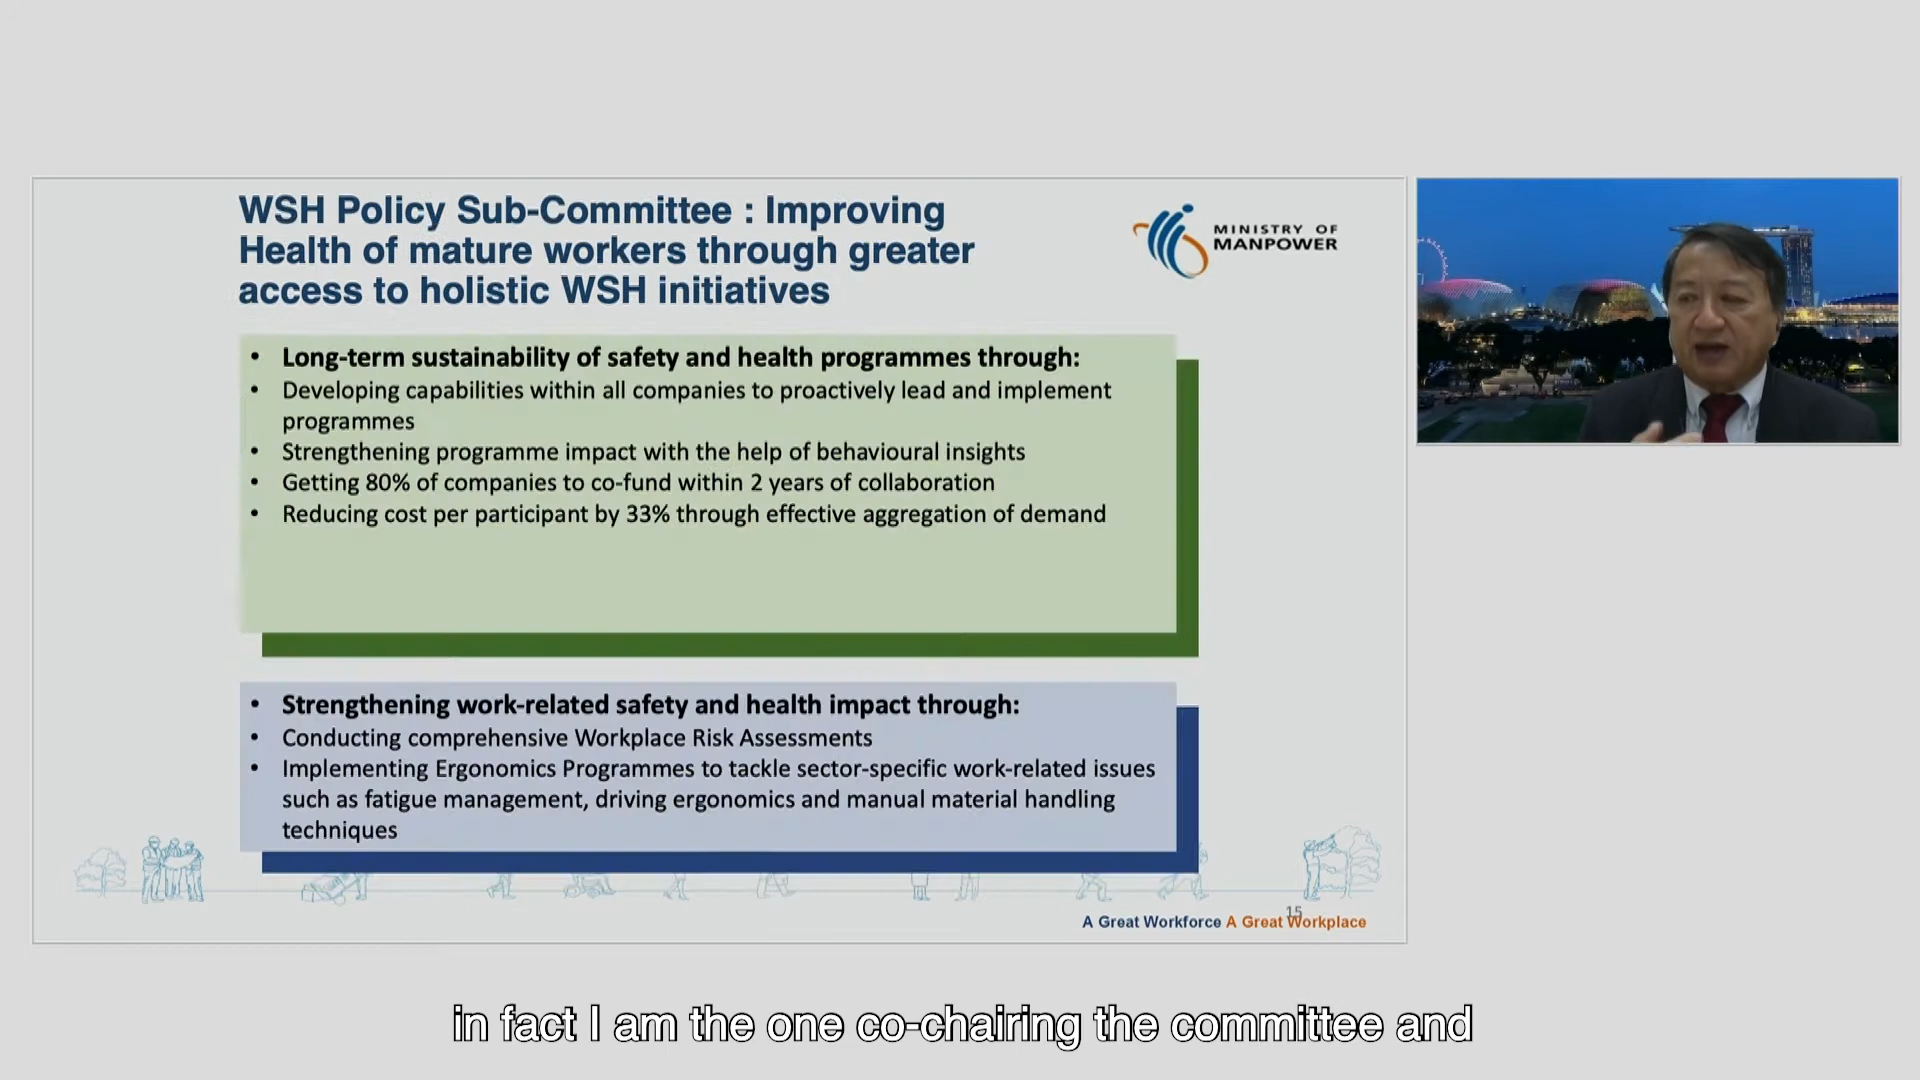 WSH Policy Sub-Committee : Improving
Health of mature workers through greater
access to holistic WSH initiatives
MINISTRY OF
MANPOWER
• Long-term sustainability of safety and health programmes through:
• Developing capabilities within all companies to proactively lead and implement
programmes
• Strengthening programme impact with the help of behavioural insights
• Getting 80% of companies to co-fund within 2 years of collaboration
• Reducing cost per participant by 33% through effective aggregation of demand
• Strengthening work-related safety and health impact through:
• Conducting comprehensive Workplace Risk Assessments
• Implementing Ergonomics Programmes to tackle sector-specific work-related issues
such as fatigue management, driving ergonomics and manual material handling
techniques
15
A Great Workforce A Great Workplace
in fact I am the one co-chairing the committee and